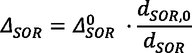 Δ_SOR = Δ⁰_SOR · d_SOR,0 / d_SOR